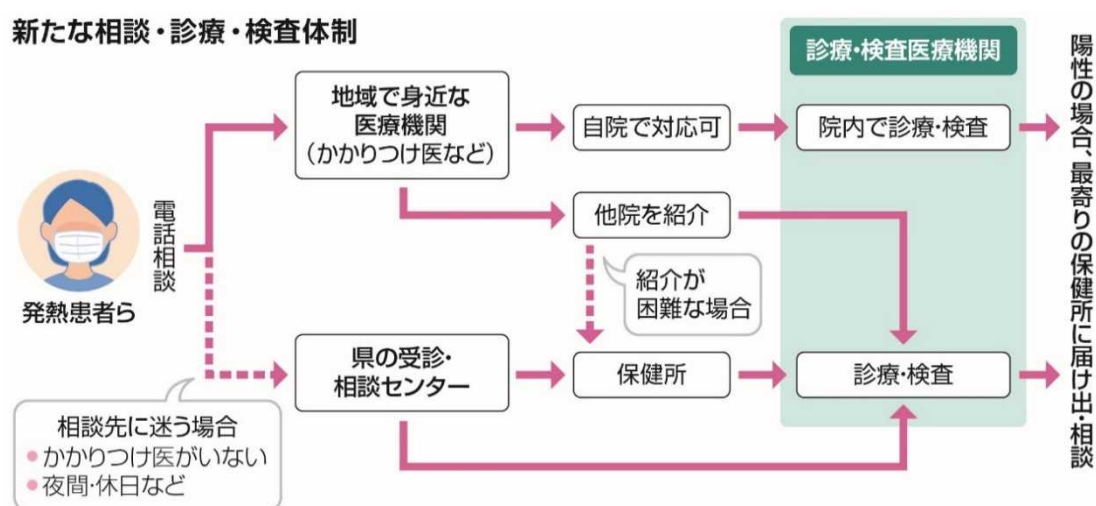 新たな相談・診療・検査体制
診療・検査医療機関
地域で身近な
医療機関
（かかりつけ医など）
自院で対応可
院内で診療・検査
他院を紹介
電話相談
発熱患者ら
紹介が
困難な場合
県の受診・
相談センター
保健所
診療・検査
相談先に迷う場合
●かかりつけ医がいない
●夜間・休日など
陽性の場合、最寄りの保健所に届け出・相談